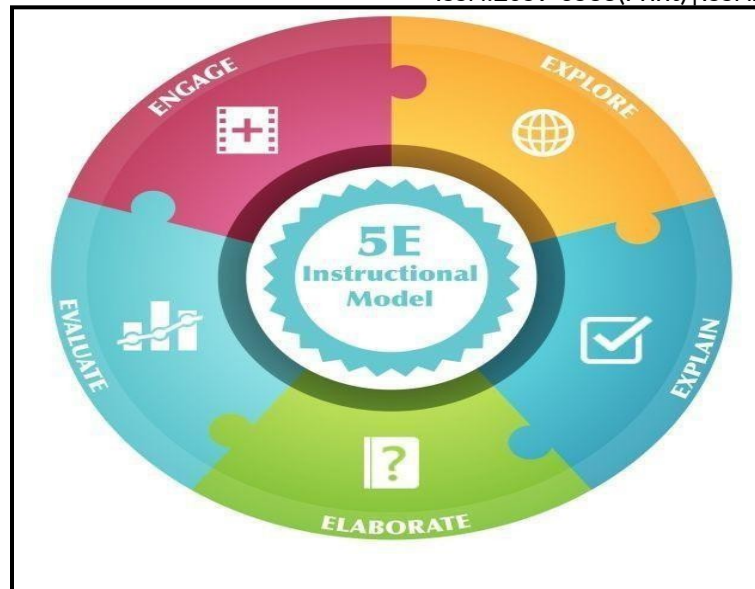 ENGAGE
EXPLORE
5E
Instructional
Model
EVALUATE
EXPLAIN
?
ELABORATE